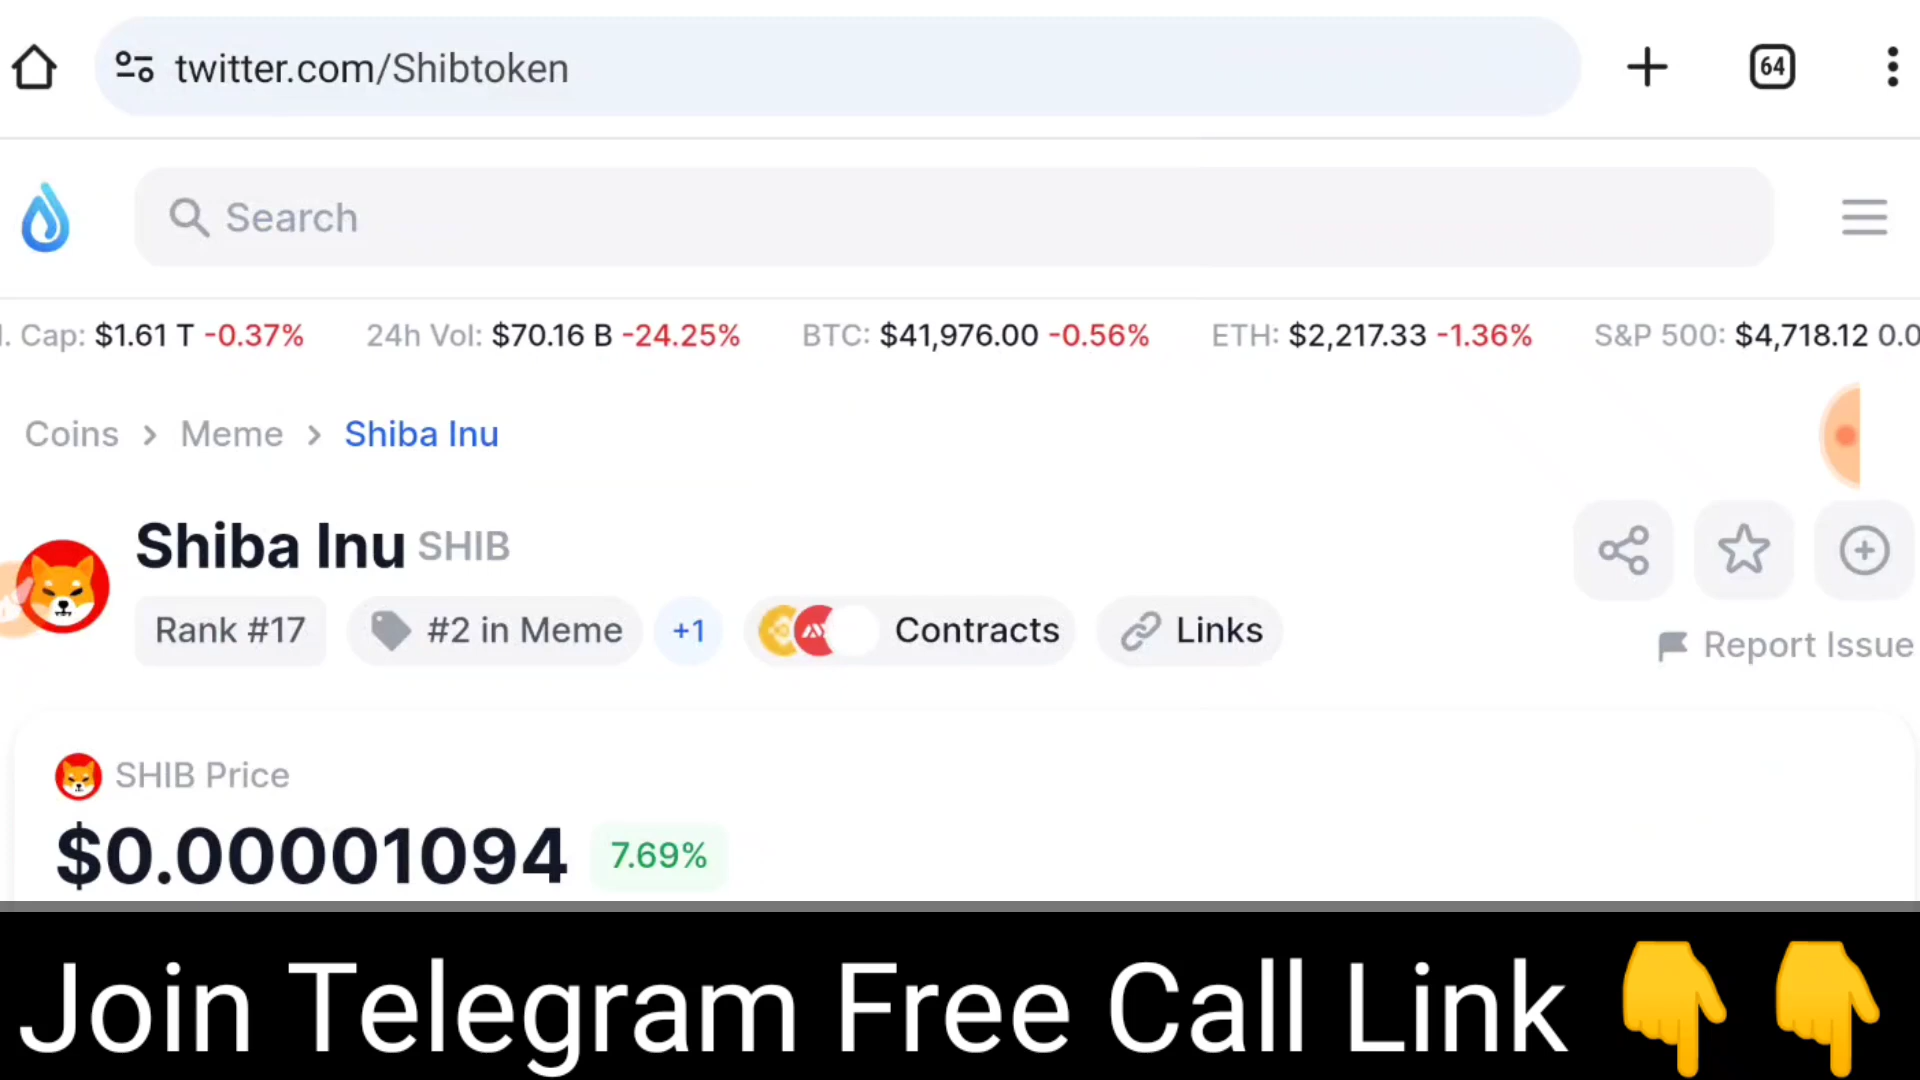 twitter.com/Shibtoken
64
Search
. Cap: $1.61 T -0.37% 24h Vol: $70.16 B -24.25% BTC: $41,976.00 -0.56% ETH: $2,217.33 -1.36% S&P 500: $4,718.12 0.0
Coins > Meme > Shiba Inu
Shiba Inu SHIB
Rank #17 #2 in Meme +1 Contracts Links
Report Issue
SHIB Price
$0.00001094 7.69%
Join Telegram Free Call Link 👇👇